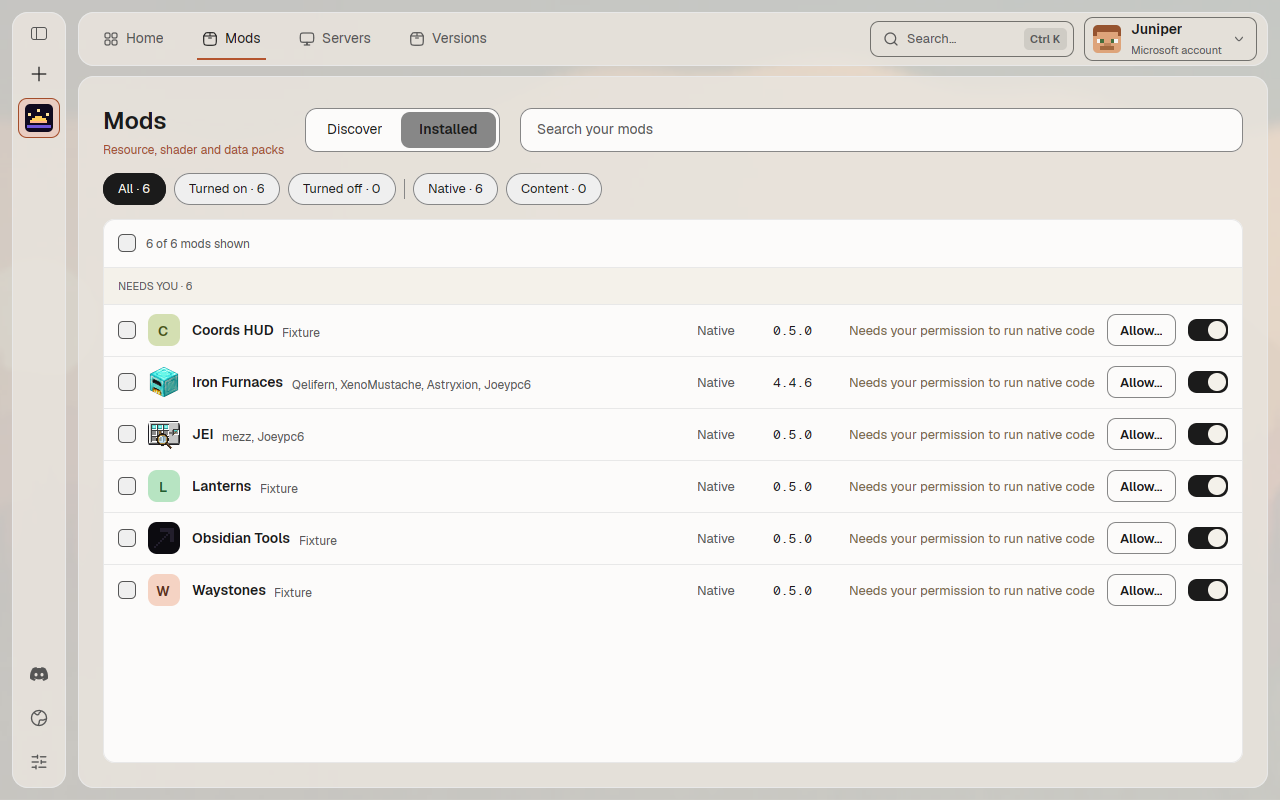 Home
Mods
Servers
Versions
Search...
Ctrl K
Juniper
Microsoft account
Mods
Resource, shader and data packs
Discover
Installed
Search your mods
All · 6
Turned on · 6
Turned off · 0
Native · 6
Content · 0
6 of 6 mods shown
NEEDS YOU · 6
C Coords HUD Fixture Native 0.5.0 Needs your permission to run native code Allow...
Iron Furnaces Qelifern, XenoMustache, Astryxion, Joeypc6 Native 4.4.6 Needs your permission to run native code Allow...
JEI mezz, Joeypc6 Native 0.5.0 Needs your permission to run native code Allow...
L Lanterns Fixture Native 0.5.0 Needs your permission to run native code Allow...
Obsidian Tools Fixture Native 0.5.0 Needs your permission to run native code Allow...
W Waystones Fixture Native 0.5.0 Needs your permission to run native code Allow...